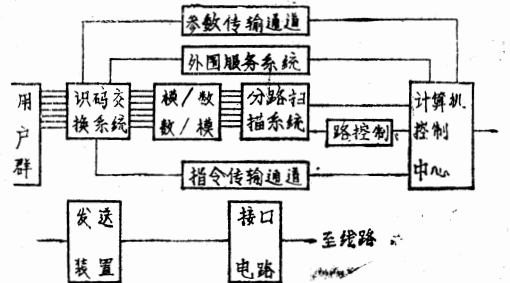 参数传输通道
外围服务系统
用户群
识码交
换系统
模/数
数/模
分路扫
描系统
路控制
计算机
控制
中心
指令传输通道
发送
装置
接口
电路
至线路